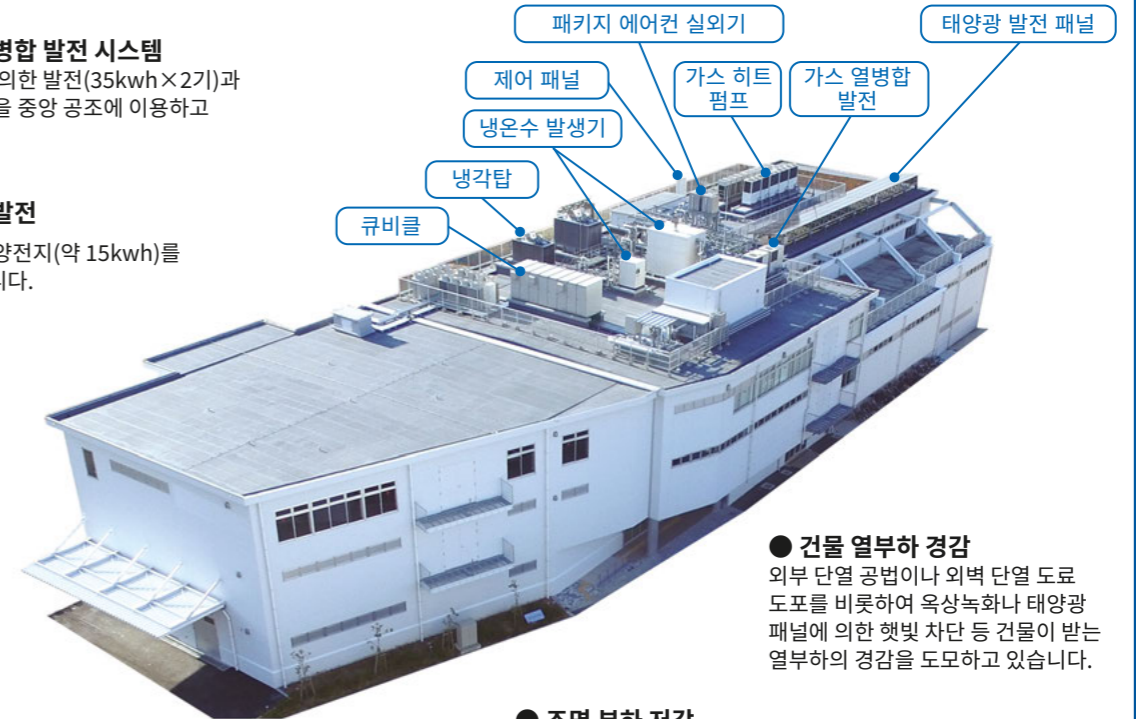 패키지 에어컨 실외기
태양광 발전 패널
병합 발전 시스템
의한 발전(35kwh×2기)과
을 중앙 공조에 이용하고
제어 패널
가스 히트
펌프
가스 열병합
발전
냉온수 발생기
냉각탑
발전
큐비클
양전지(약 15kwh)를
니다.
● 건물 열부하 경감
외부 단열 공법이나 외벽 단열 도료
도포를 비롯하여 옥상녹화나 태양광
패널에 의한 햇빛 차단 등 건물이 받는
열부하의 경감을 도모하고 있습니다.